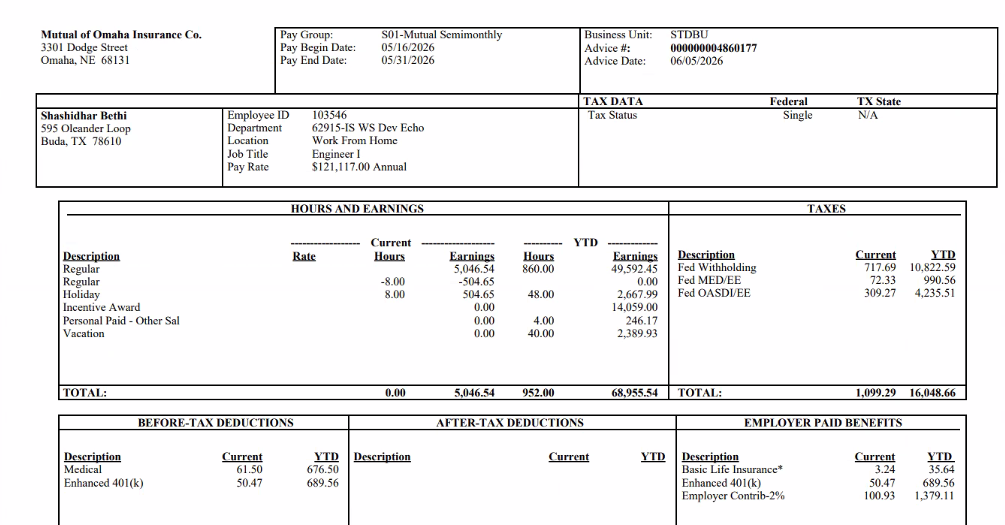 Mutual of Omaha Insurance Co.
3301 Dodge Street
Omaha, NE 68131
Pay Group: S01-Mutual Semimonthly
Pay Begin Date: 05/16/2026
Pay End Date: 05/31/2026
Business Unit: STDBU
Advice #: 000000004860177
Advice Date: 06/05/2026
Shashidhar Bethi
595 Oleander Loop
Buda, TX 78610
Employee ID 103546
Department 62915-IS WS Dev Echo
Location Work From Home
Job Title Engineer I
Pay Rate $121,117.00 Annual
TAX DATA Federal TX State
Tax Status Single N/A
HOURS AND EARNINGS
------------------ Current ------------------- ---------- YTD -------------
Description Rate Hours Earnings Hours Earnings
Regular 5,046.54 860.00 49,592.45
Regular -8.00 -504.65 0.00
Holiday 8.00 504.65 48.00 2,667.99
Incentive Award 0.00 14,059.00
Personal Paid - Other Sal 0.00 4.00 246.17
Vacation 0.00 40.00 2,389.93
TOTAL: 0.00 5,046.54 952.00 68,955.54
TAXES
Description Current YTD
Fed Withholding 717.69 10,822.59
Fed MED/EE 72.33 990.56
Fed OASDI/EE 309.27 4,235.51
TOTAL: 1,099.29 16,048.66
BEFORE-TAX DEDUCTIONS
Description Current YTD
Medical 61.50 676.50
Enhanced 401(k) 50.47 689.56
AFTER-TAX DEDUCTIONS
Description Current YTD
EMPLOYER PAID BENEFITS
Description Current YTD
Basic Life Insurance* 3.24 35.64
Enhanced 401(k) 50.47 689.56
Employer Contrib-2% 100.93 1,379.11